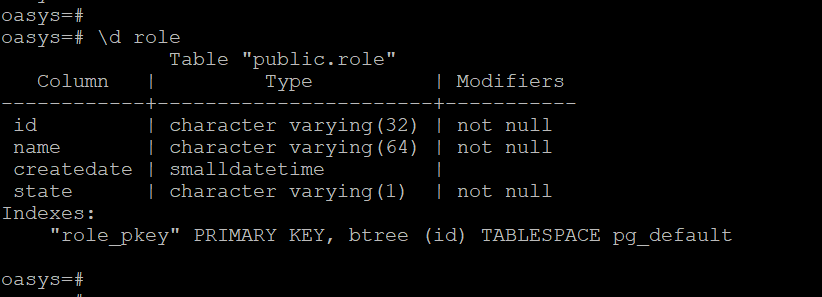 oasys=#
oasys=# \d role
               Table "public.role"
   Column   |          Type          | Modifiers
------------+------------------------+-----------
 id         | character varying(32)  | not null
 name       | character varying(64)  | not null
 createdate | smalldatetime          |
 state      | character varying(1)   | not null
Indexes:
    "role_pkey" PRIMARY KEY, btree (id) TABLESPACE pg_default

oasys=#